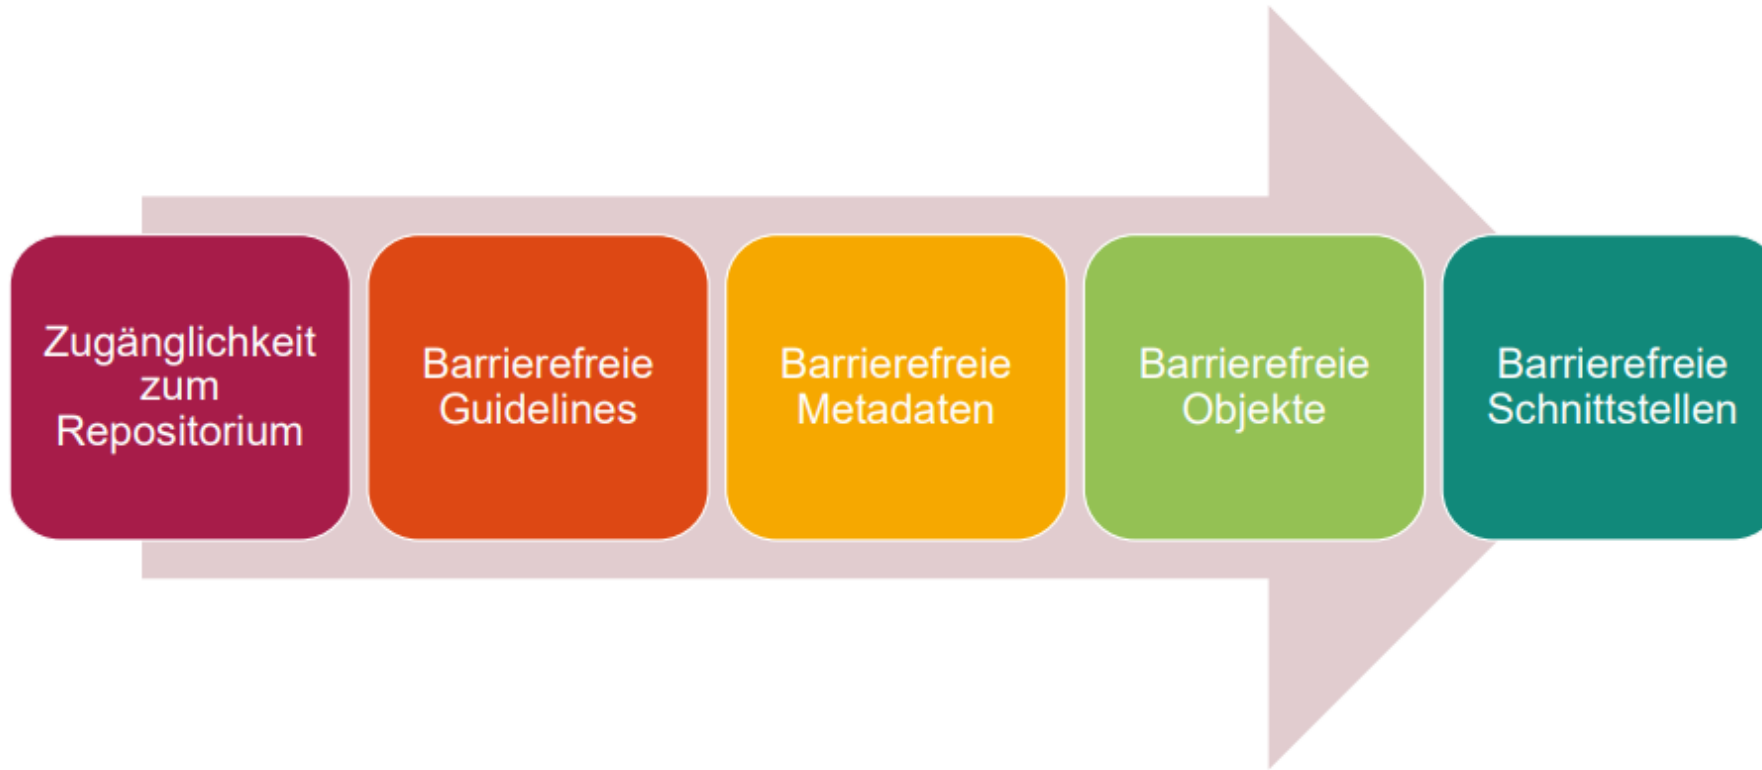 Zugänglichkeit
zum
Repositorium
Barrierefreie
Guidelines
Barrierefreie
Metadaten
Barrierefreie
Objekte
Barrierefreie
Schnittstellen